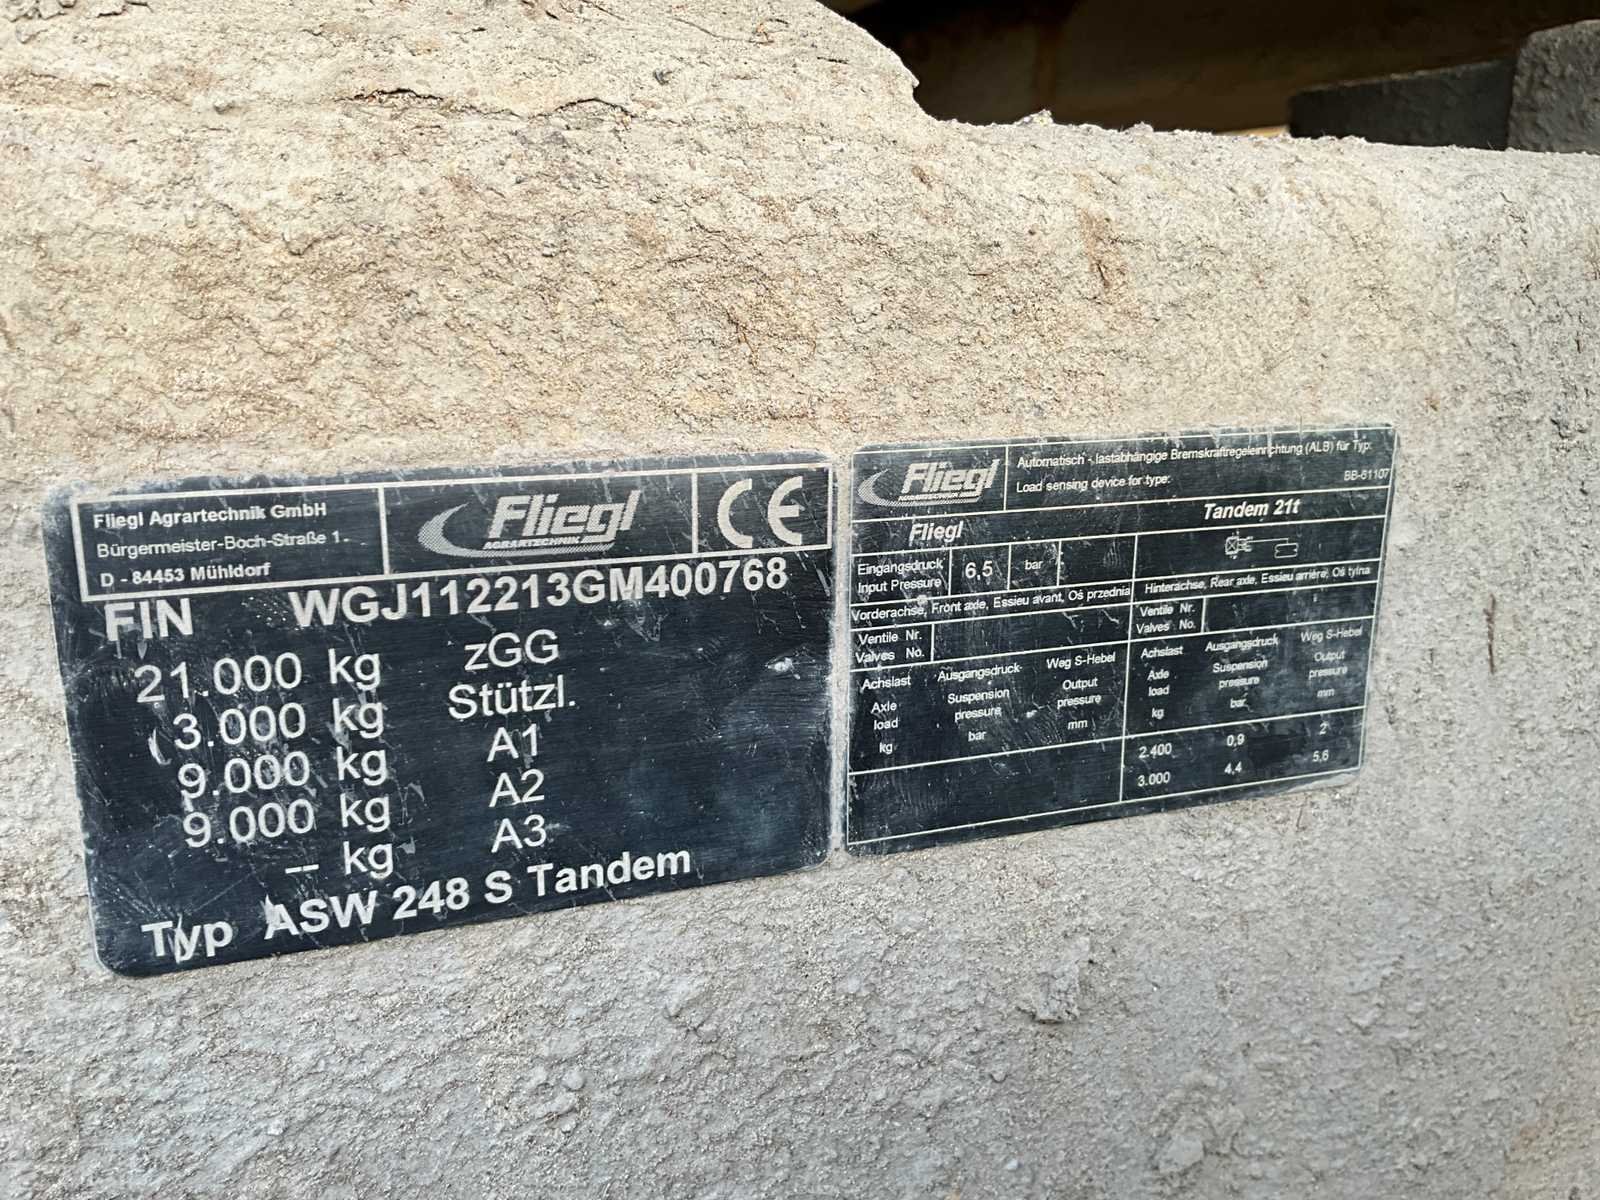 Fliegl Agrartechnik GmbH
Bürgermeister-Boch-Straße 1
D - 84453 Mühldorf
Fliegl
AGRARTECHNIK
CE
FIN WGJ112213GM400768
21.000 kg zGG
3.000 kg Stützl.
9.000 kg A1
9.000 kg A2
-- kg A3
Typ ASW 248 S Tandem
Fliegl
AGRARTECHNIK
Automatisch - lastabhängige Bremskraftregeleinrichtung (ALB) für Typ:
Load sensing device for type:
BB-61107
Fliegl
Tandem 21t
Eingangsdruck
Input Pressure
6,5
bar
Vorderachse, Front axle, Essieu avant, Oś przednia
Ventile Nr.
Valves No.
Achslast
Axle
load
kg
Ausgangsdruck
Suspension
pressure
bar
Weg S-Hebel
Output
pressure
mm
Hinterachse, Rear axle, Essieu arriére, Oś tylna
Ventile Nr.
Valves No.
Achslast
Axle
load
kg
Ausgangsdruck
Suspension
pressure
bar
Weg S-Hebel
Output
pressure
mm
2.400 0,9 2
3.000 4,4 5,6